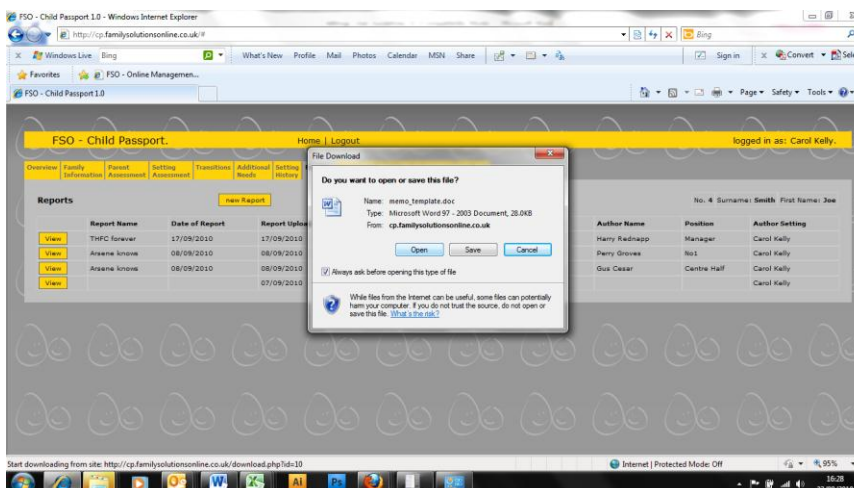 FSO - Child Passport 1.0 - Windows Internet Explorer
http://cp.familysolutionsonline.co.uk/#
Bing
Windows Live Bing What's New Profile Mail Photos Calendar MSN Share Sign in Convert
Favorites FSO - Online Managemen...
FSO - Child Passport 1.0 Page Safety Tools
FSO - Child Passport. Home | Logout logged in as: Carol Kelly.
Overview Family Information Parent Assessment Setting Assessment Transitions Additional Needs Setting History
Reports new Report No. 4 Surname: Smith First Name: Joe
Report Name Date of Report Author Name Position Author Setting
View THFC forever 17/09/2010 17/09/2010 Harry Rednapp Manager Carol Kelly
View Arsene knows 08/09/2010 08/09/2010 Perry Groves No1 Carol Kelly
View Arsene knows 08/09/2010 08/09/2010 Gus Cesar Centre Half Carol Kelly
View 07/09/2010 Carol Kelly
File Download
Do you want to open or save this file?
Name: memo_template.doc
Type: Microsoft Word 97 - 2003 Document, 28.0KB
From: cp.familysolutionsonline.co.uk
Open Save Cancel
Always ask before opening this type of file
While files from the Internet can be useful, some files can potentially
harm your computer. If you do not trust the source, do not open or
save this file. What's the risk?
Start downloading from site: http://cp.familysolutionsonline.co.uk/download.php?id=10 Internet | Protected Mode: Off 95%
Ai Ps 16:28